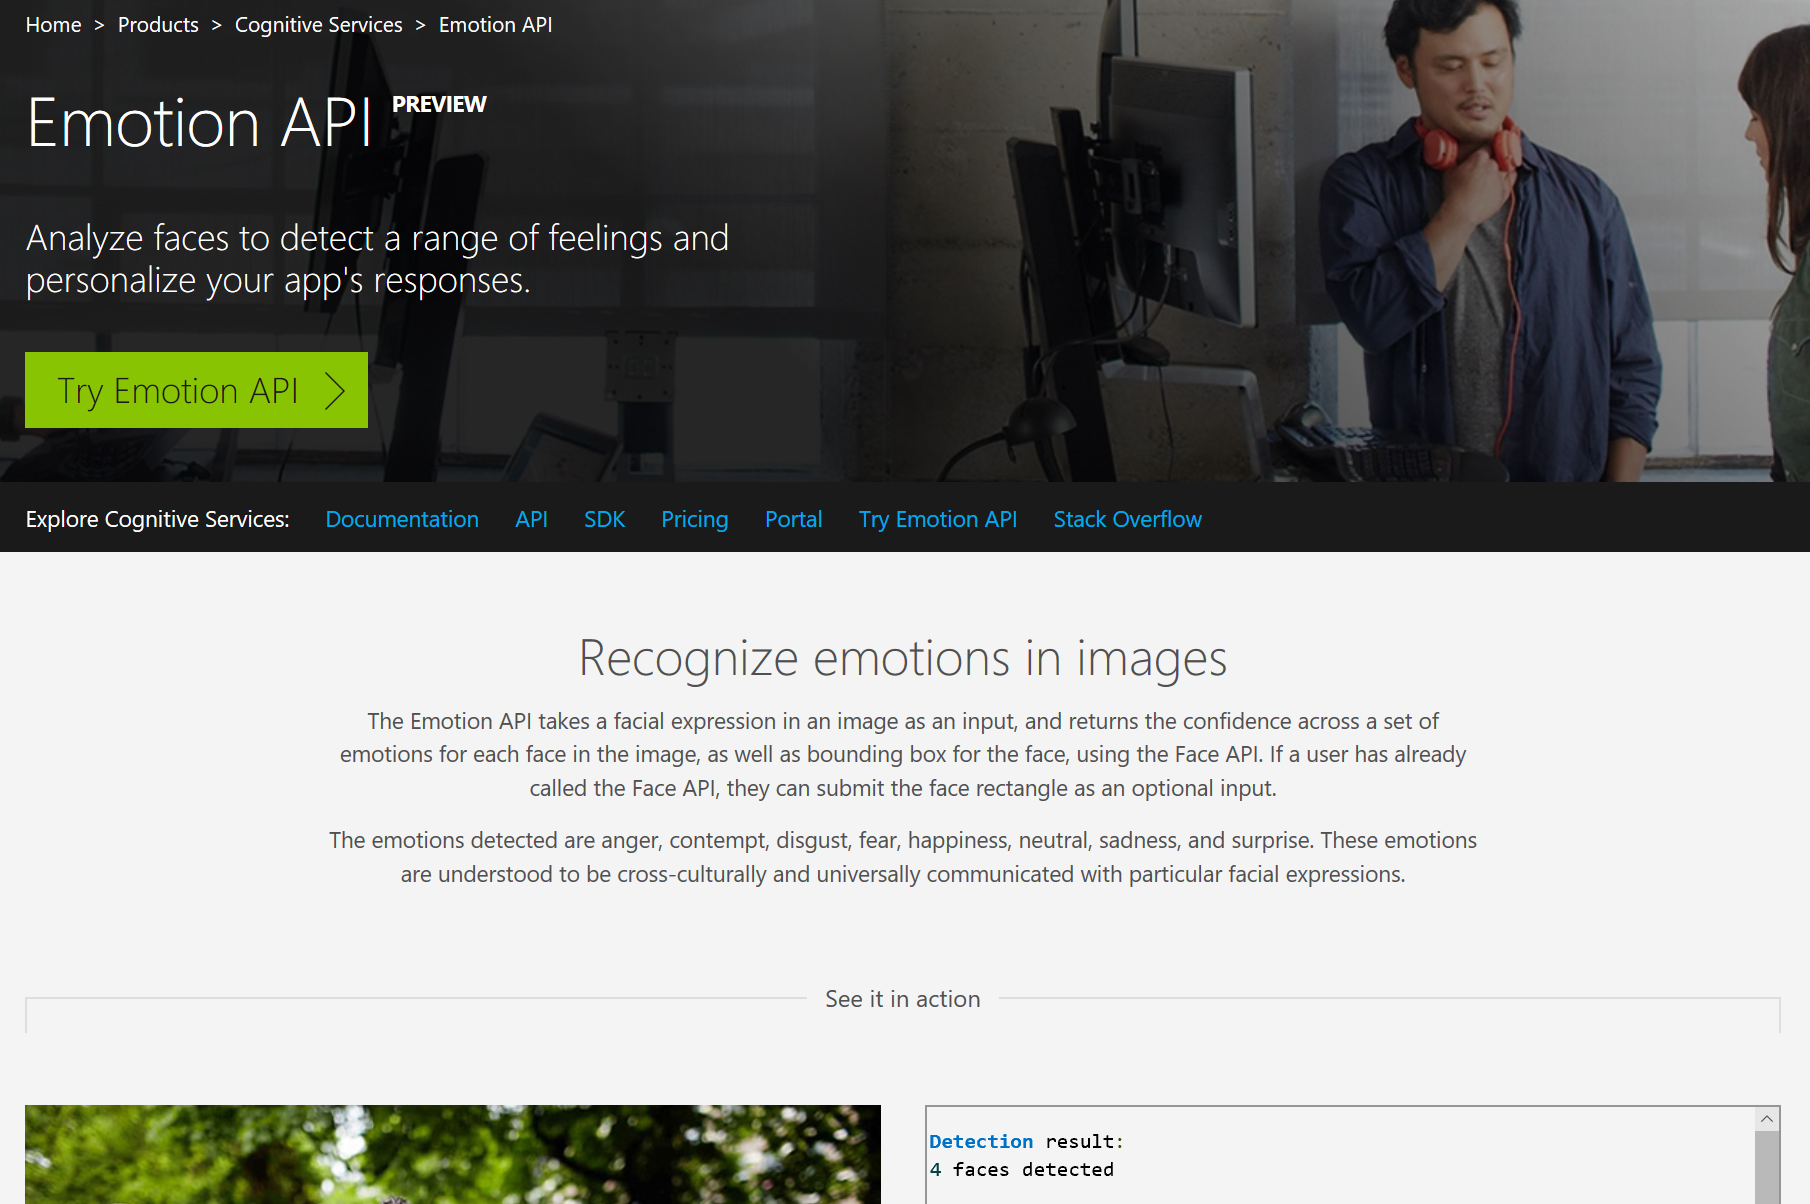 Home > Products > Cognitive Services > Emotion API
Emotion API PREVIEW
Analyze faces to detect a range of feelings and
personalize your app's responses.
Try Emotion API
Explore Cognitive Services: Documentation API SDK Pricing Portal Try Emotion API Stack Overflow
Recognize emotions in images
The Emotion API takes a facial expression in an image as an input, and returns the confidence across a set of
emotions for each face in the image, as well as bounding box for the face, using the Face API. If a user has already
called the Face API, they can submit the face rectangle as an optional input.
The emotions detected are anger, contempt, disgust, fear, happiness, neutral, sadness, and surprise. These emotions
are understood to be cross-culturally and universally communicated with particular facial expressions.
See it in action
Detection result:
4 faces detected